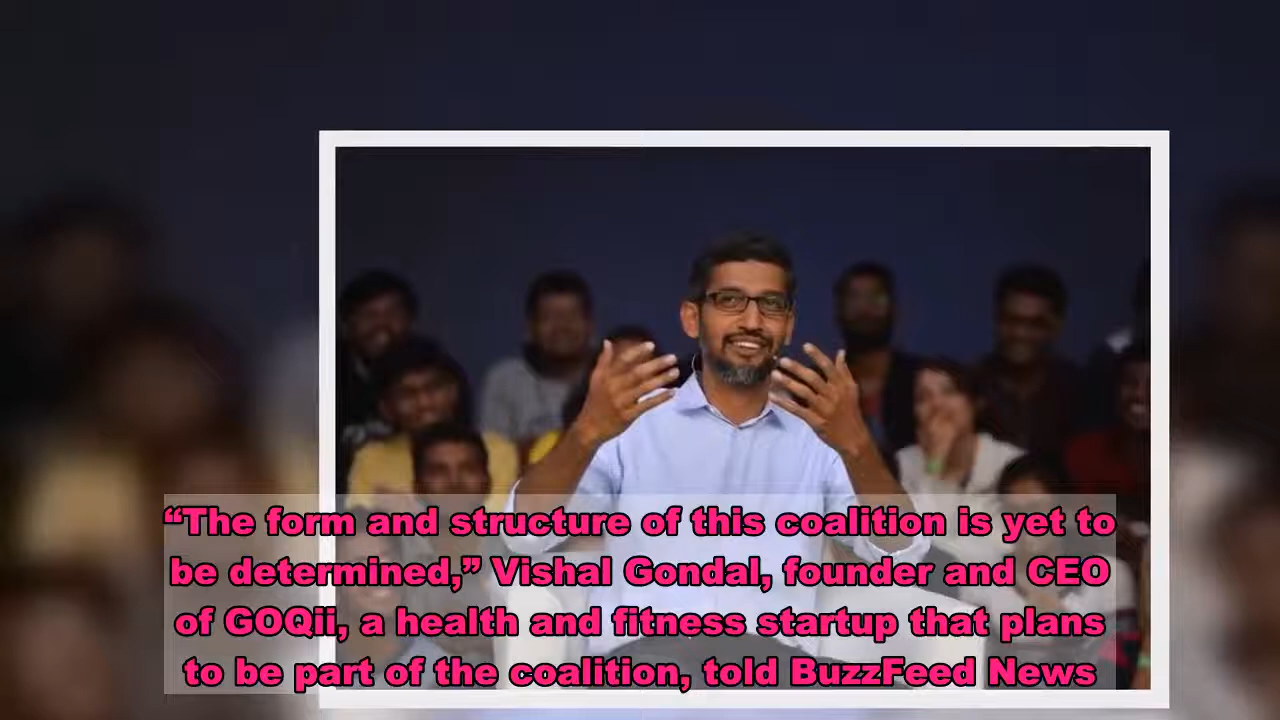 “The form and structure of this coalition is yet to
be determined,” Vishal Gondal, founder and CEO
of GOQii, a health and fitness startup that plans
to be part of the coalition, told BuzzFeed News